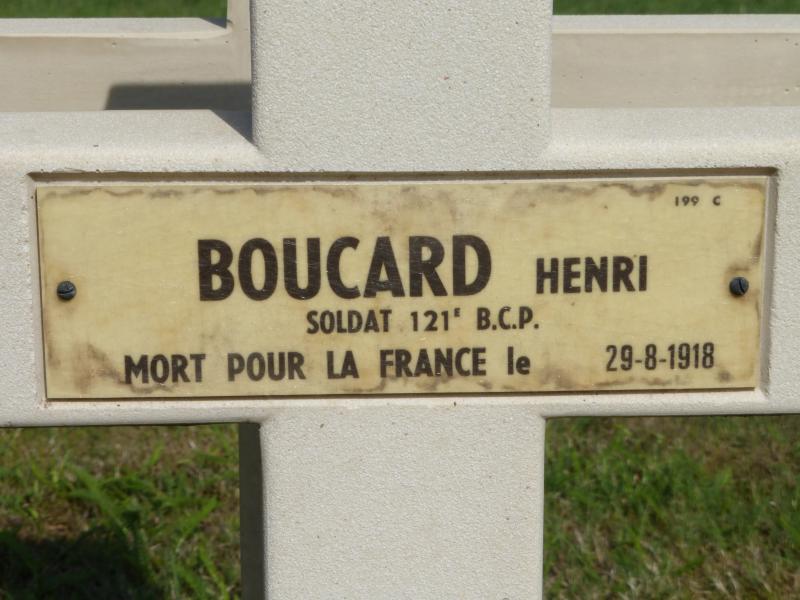 199 C
BOUCARD HENRI
SOLDAT 121E B.C.P.
MORT POUR LA FRANCE le 29-8-1918